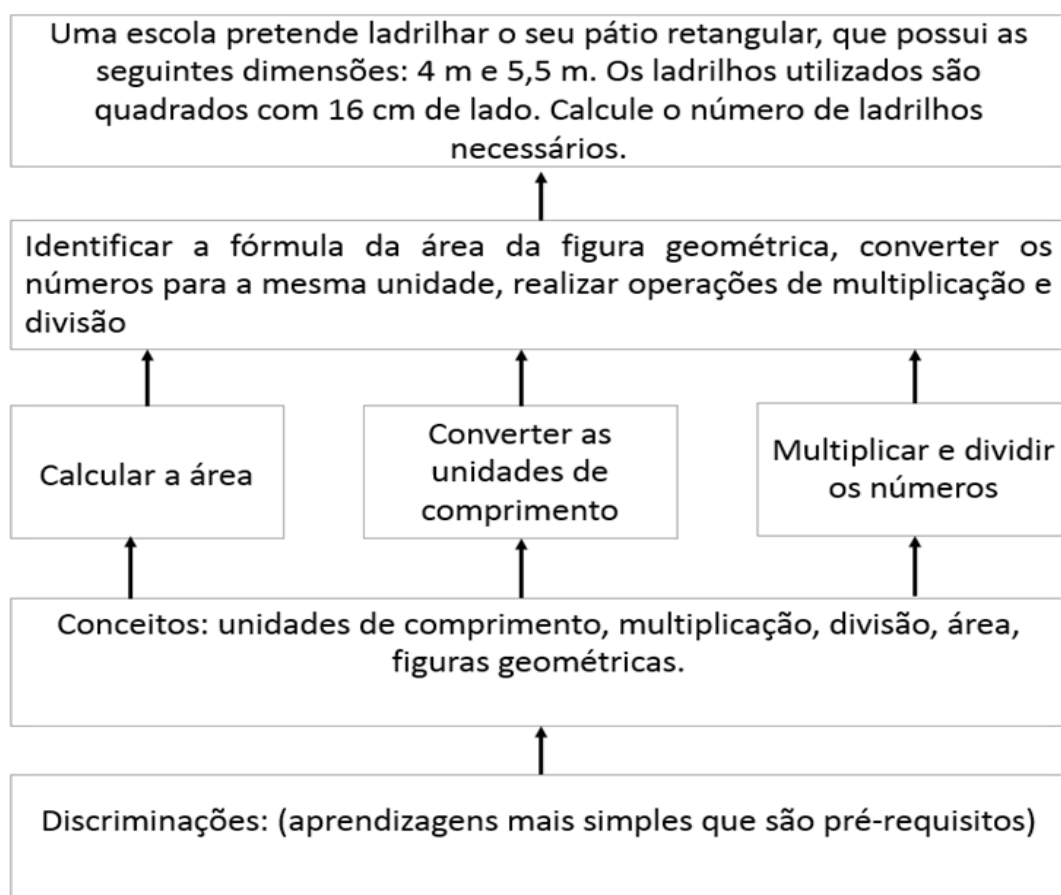 Uma escola pretende ladrilhar o seu pátio retangular, que possui as
seguintes dimensões: 4 m e 5,5 m. Os ladrilhos utilizados são
quadrados com 16 cm de lado. Calcule o número de ladrilhos
necessários.
Identificar a fórmula da área da figura geométrica, converter os
números para a mesma unidade, realizar operações de multiplicação e
divisão
Calcular a área
Converter as
unidades de
comprimento
Multiplicar e dividir
os números
Conceitos: unidades de comprimento, multiplicação, divisão, área,
figuras geométricas.
Discriminações: (aprendizagens mais simples que são pré-requisitos)